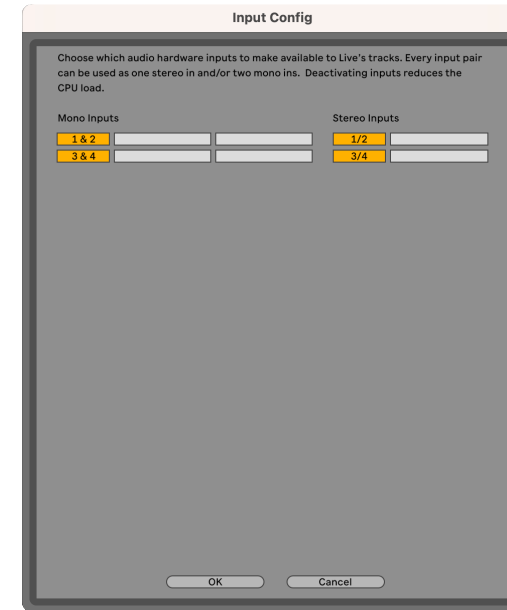 Input Config
Choose which audio hardware inputs to make available to Live's tracks. Every input pair
can be used as one stereo in and/or two mono ins.  Deactivating inputs reduces the
CPU load.
Mono Inputs Stereo Inputs
1 & 2 1/2
3 & 4 3/4
OK Cancel